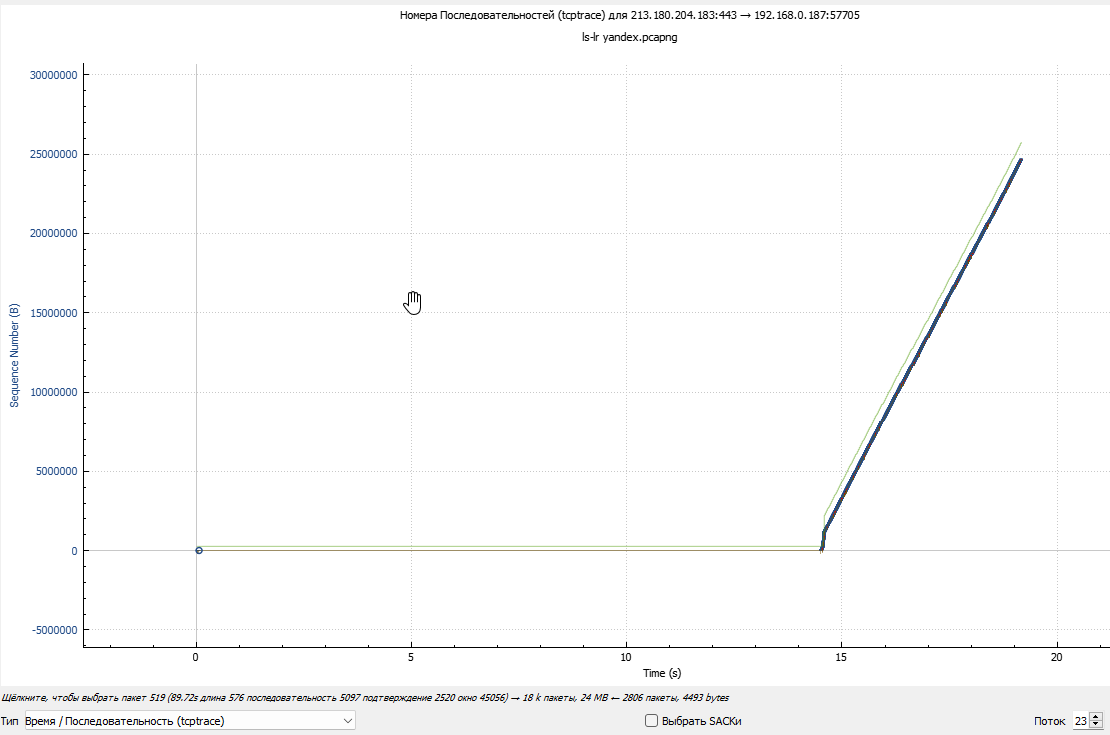 Номера Последовательностей (tcptrace) для 213.180.204.183:443 → 192.168.0.187:57705
ls-lr yandex.pcapng
30000000
25000000
20000000
15000000
10000000
5000000
0
-5000000
Sequence Number (B)
0
5
10
15
20
Time (s)
Щёлкните, чтобы выбрать пакет 519 (89.72s длина 576 последовательность 5097 подтверждение 2520 окно 45056) → 18 k пакеты, 24 MB ← 2806 пакеты, 4493 bytes
Тип Время / Последовательность (tcptrace) Выбрать SACKи Поток 23